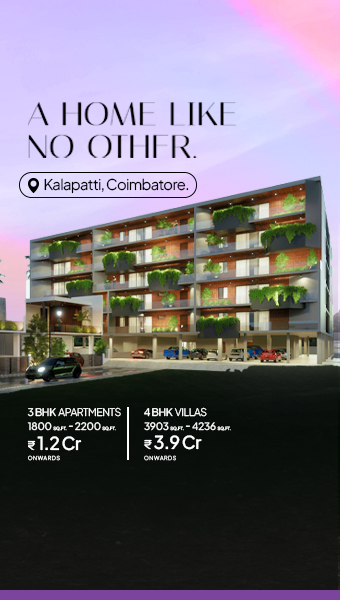 A HOME LIKE
NO OTHER.
Kalapatti, Coimbatore.
3 BHK APARTMENTS
1800 SQ.FT. - 2200 SQ.FT.
₹ 1.2 Cr
ONWARDS
4 BHK VILLAS
3903 SQ.FT. - 4236 SQ.FT.
₹ 3.9 Cr
ONWARDS